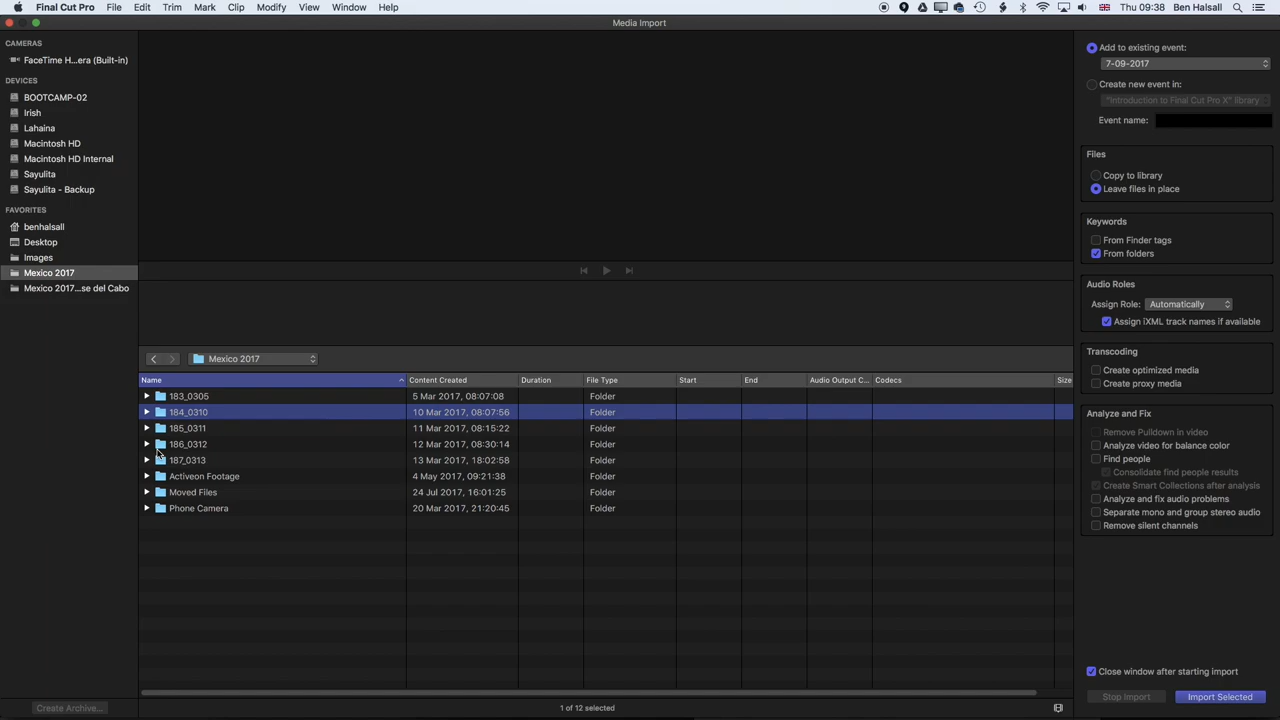 Final Cut Pro File Edit Trim Mark Clip Modify View Window Help Thu 09:38 Ben Halsall
Media Import
CAMERAS
FaceTime H...era (Built-in)
DEVICES
BOOTCAMP-02
Irish
Lahaina
Macintosh HD
Macintosh HD Internal
Sayulita
Sayulita - Backup
FAVORITES
benhalsall
Desktop
Images
Mexico 2017
Mexico 2017...se del Cabo
Mexico 2017
Name Content Created Duration File Type Start End Audio Output C... Codecs Size
183_0305 5 Mar 2017, 08:07:08 Folder
184_0310 10 Mar 2017, 08:07:56 Folder
185_0311 11 Mar 2017, 08:15:22 Folder
186_0312 12 Mar 2017, 08:30:14 Folder
187_0313 13 Mar 2017, 18:02:58 Folder
Activeon Footage 4 May 2017, 09:21:38 Folder
Moved Files 24 Jul 2017, 16:01:25 Folder
Phone Camera 20 Mar 2017, 21:20:45 Folder
Create Archive...
1 of 12 selected
Add to existing event:
7-09-2017
Create new event in:
"Introduction to Final Cut Pro X" library
Event name:
Files
Copy to library
Leave files in place
Keywords
From Finder tags
From folders
Audio Roles
Assign Role: Automatically
Assign iXML track names if available
Transcoding
Create optimized media
Create proxy media
Analyze and Fix
Remove Pulldown in video
Analyze video for balance color
Find people
Consolidate find people results
Create Smart Collections after analysis
Analyze and fix audio problems
Separate mono and group stereo audio
Remove silent channels
Close window after starting import
Stop Import Import Selected